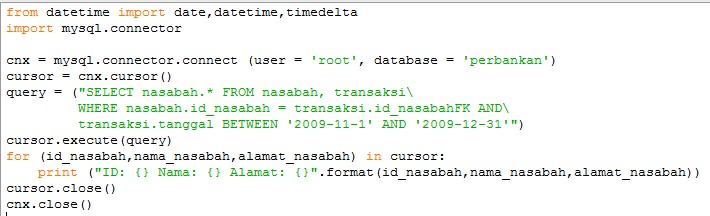 from datetime import date,datetime,timedelta
import mysql.connector
cnx = mysql.connector.connect (user = 'root', database = 'perbankan')
cursor = cnx.cursor()
query = ("SELECT nasabah.* FROM nasabah, transaksi\
WHERE nasabah.id_nasabah = transaksi.id_nasabahFK AND\
transaksi.tanggal BETWEEN '2009-11-1' AND '2009-12-31'")
cursor.execute(query)
for (id_nasabah,nama_nasabah,alamat_nasabah) in cursor:
print ("ID: {} Nama: {} Alamat: {}".format(id_nasabah,nama_nasabah,alamat_nasabah))
cursor.close()
cnx.close()